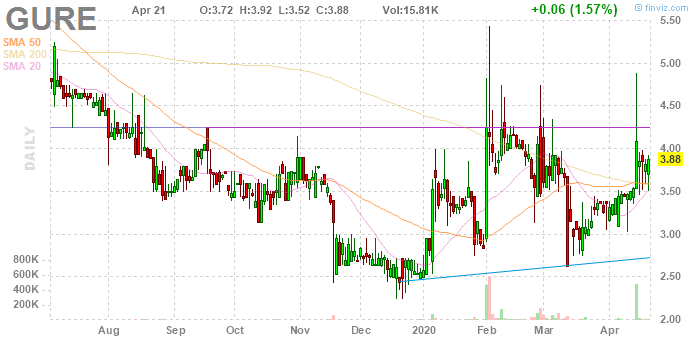 GURE
Apr 21
O:3.72 H:3.92 L:3.52 C:3.88
Vol:15.81K
+0.06 (1.57%)
© finviz.com
SMA 50
SMA 200
SMA 20
DAILY
5.50
5.00
4.50
4.00
3.88
3.50
3.00
2.50
2.00
800K
600K
400K
200K
Aug Sep Oct Nov Dec 2020 Feb Mar Apr